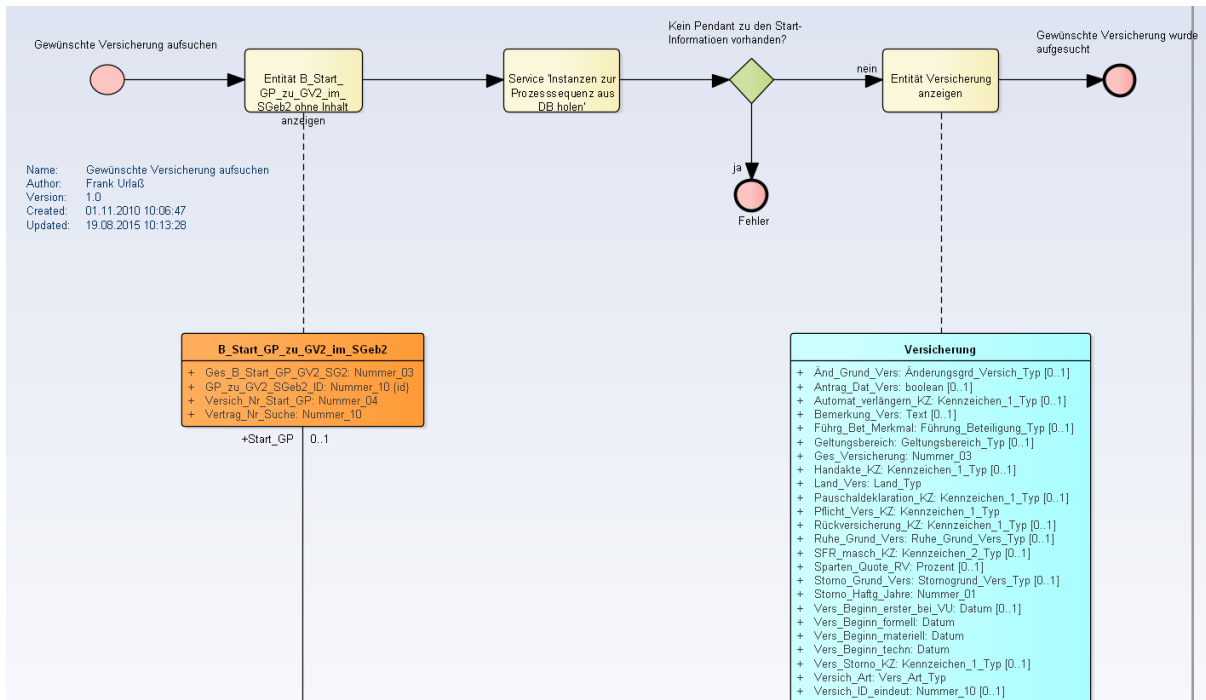 Gewünschte Versicherung aufsuchen
Entität B_Start_
GP_zu_GV2_im_
SGeb2 ohne Inhalt
anzeigen
Service 'Instanzen zur
Prozesssequenz aus
DB holen'
Kein Pendant zu den Start-
Informatioen vorhanden?
nein
ja
Fehler
Entität Versicherung
anzeigen
Gewünschte Versicherung wurde
aufgesucht
Name: Gewünschte Versicherung aufsuchen
Author: Frank Urlaß
Version: 1.0
Created: 01.11.2010 10:06:47
Updated: 19.08.2015 10:13:28
B_Start_GP_zu_GV2_im_SGeb2
+ Ges_B_Start_GP_GV2_SG2: Nummer_03
+ GP_zu_GV2_SGeb2_ID: Nummer_10 {id}
+ Versich_Nr_Start_GP: Nummer_04
+ Vertrag_Nr_Suche: Nummer_10
+Start_GP 0..1
Versicherung
+ Änd_Grund_Vers: Änderungsgrd_Versich_Typ [0..1]
+ Antrag_Dat_Vers: boolean [0..1]
+ Automat_verlängern_KZ: Kennzeichen_1_Typ [0..1]
+ Bemerkung_Vers: Text [0..1]
+ Führg_Bet_Merkmal: Führung_Beteiligung_Typ [0..1]
+ Geltungsbereich: Geltungsbereich_Typ [0..1]
+ Ges_Versicherung: Nummer_03
+ Handakte_KZ: Kennzeichen_1_Typ [0..1]
+ Land_Vers: Land_Typ
+ Pauschaldeklaration_KZ: Kennzeichen_1_Typ [0..1]
+ Pflicht_Vers_KZ: Kennzeichen_1_Typ
+ Rückversicherung_KZ: Kennzeichen_1_Typ [0..1]
+ Ruhe_Grund_Vers: Ruhe_Grund_Vers_Typ [0..1]
+ SFR_masch_KZ: Kennzeichen_2_Typ [0..1]
+ Sparten_Quote_RV: Prozent [0..1]
+ Storno_Grund_Vers: Stornogrund_Vers_Typ [0..1]
+ Storno_Haftg_Jahre: Nummer_01
+ Vers_Beginn_erster_bei_VU: Datum [0..1]
+ Vers_Beginn_formell: Datum
+ Vers_Beginn_materiell: Datum
+ Vers_Beginn_techn: Datum
+ Vers_Storno_KZ: Kennzeichen_1_Typ [0..1]
+ Versich_Art: Vers_Art_Typ
+ Versich_ID_eindeut: Nummer_10 [0..1]